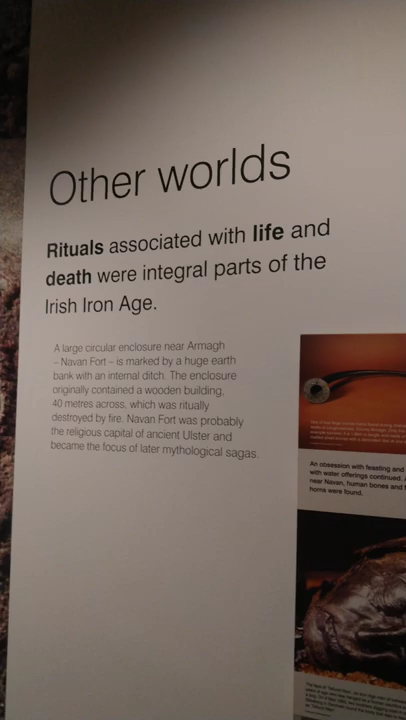 Other worlds
Rituals associated with life and
death were integral parts of the
Irish Iron Age.
A large circular enclosure near Armagh
– Navan Fort – is marked by a huge earth
bank with an internal ditch. The enclosure
originally contained a wooden building,
40 metres across, which was ritually
destroyed by fire. Navan Fort was probably
the religious capital of ancient Ulster and
became the focus of later mythological sagas.
An obsession with feasting and
with water offerings continued.
near Navan, human bones and
horns were found.